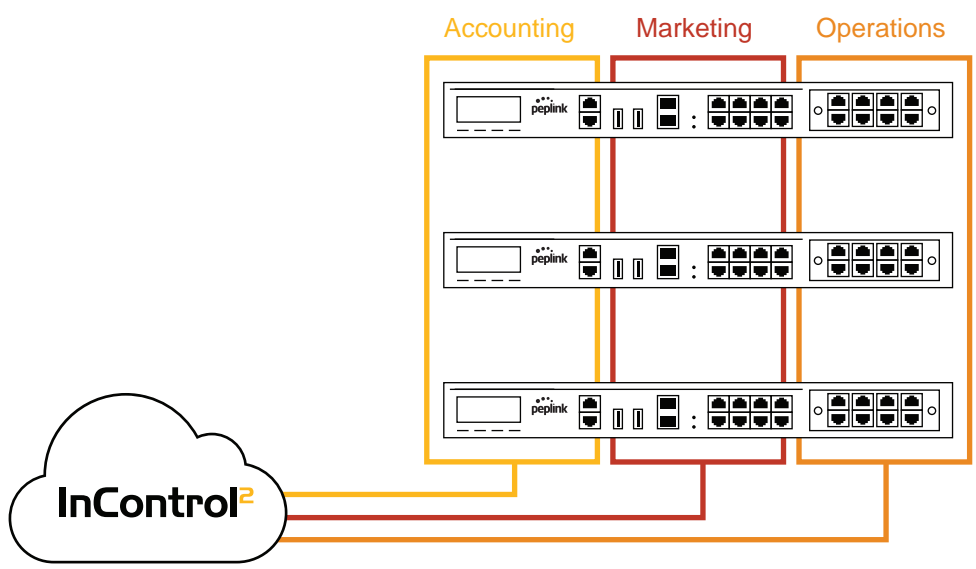 Accounting Marketing Operations
peplink
peplink
peplink
InControl²